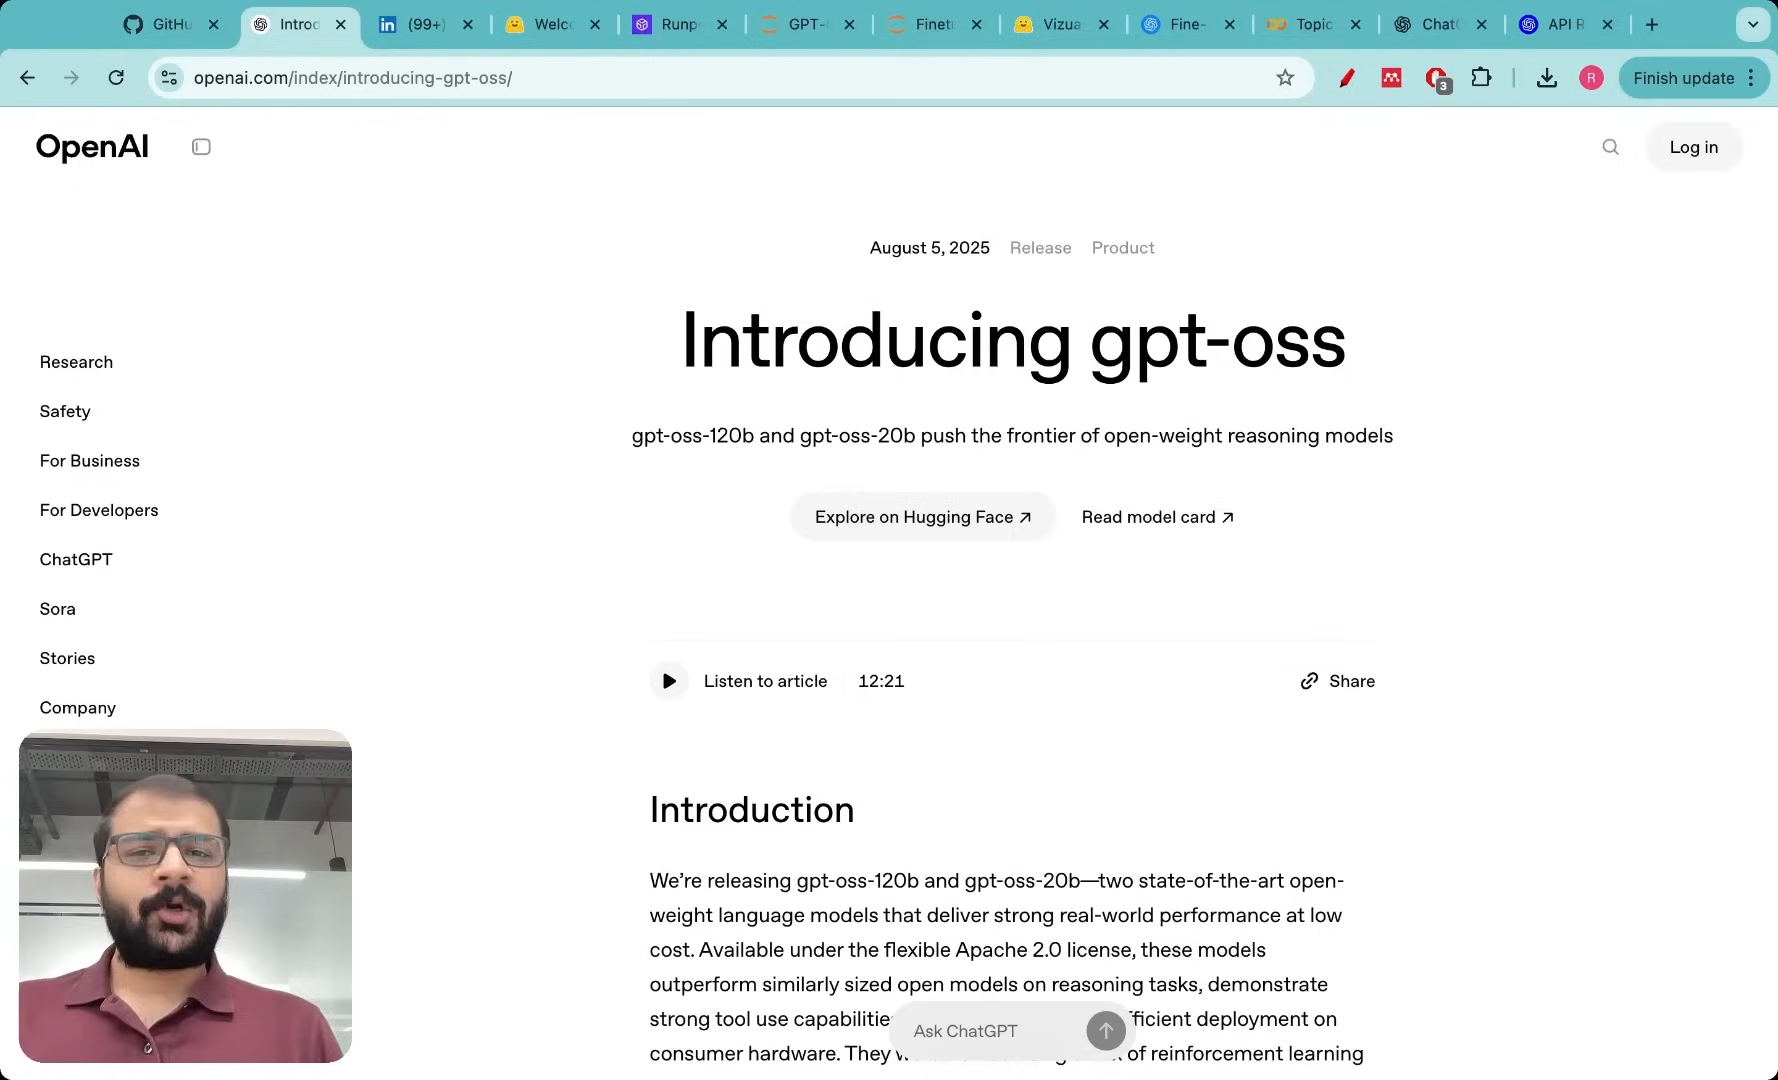 GitHu
Introd
(99+)
Welco
Runp
GPT-
Finetu
Vizua
Fine-
Topic
Chat
API R
openai.com/index/introducing-gpt-oss/
3
R
Finish update
OpenAI
Log in
August 5, 2025 Release Product
Introducing gpt-oss
gpt-oss-120b and gpt-oss-20b push the frontier of open-weight reasoning models
Explore on Hugging Face ↗
Read model card ↗
Research
Safety
For Business
For Developers
ChatGPT
Sora
Stories
Company
Listen to article 12:21
Share
Introduction
We’re releasing gpt-oss-120b and gpt-oss-20b—two state-of-the-art open-
weight language models that deliver strong real-world performance at low
cost. Available under the flexible Apache 2.0 license, these models
outperform similarly sized open models on reasoning tasks, demonstrate
strong tool use capabilitie fficient deployment on
Ask ChatGPT
consumer hardware. They of reinforcement learning